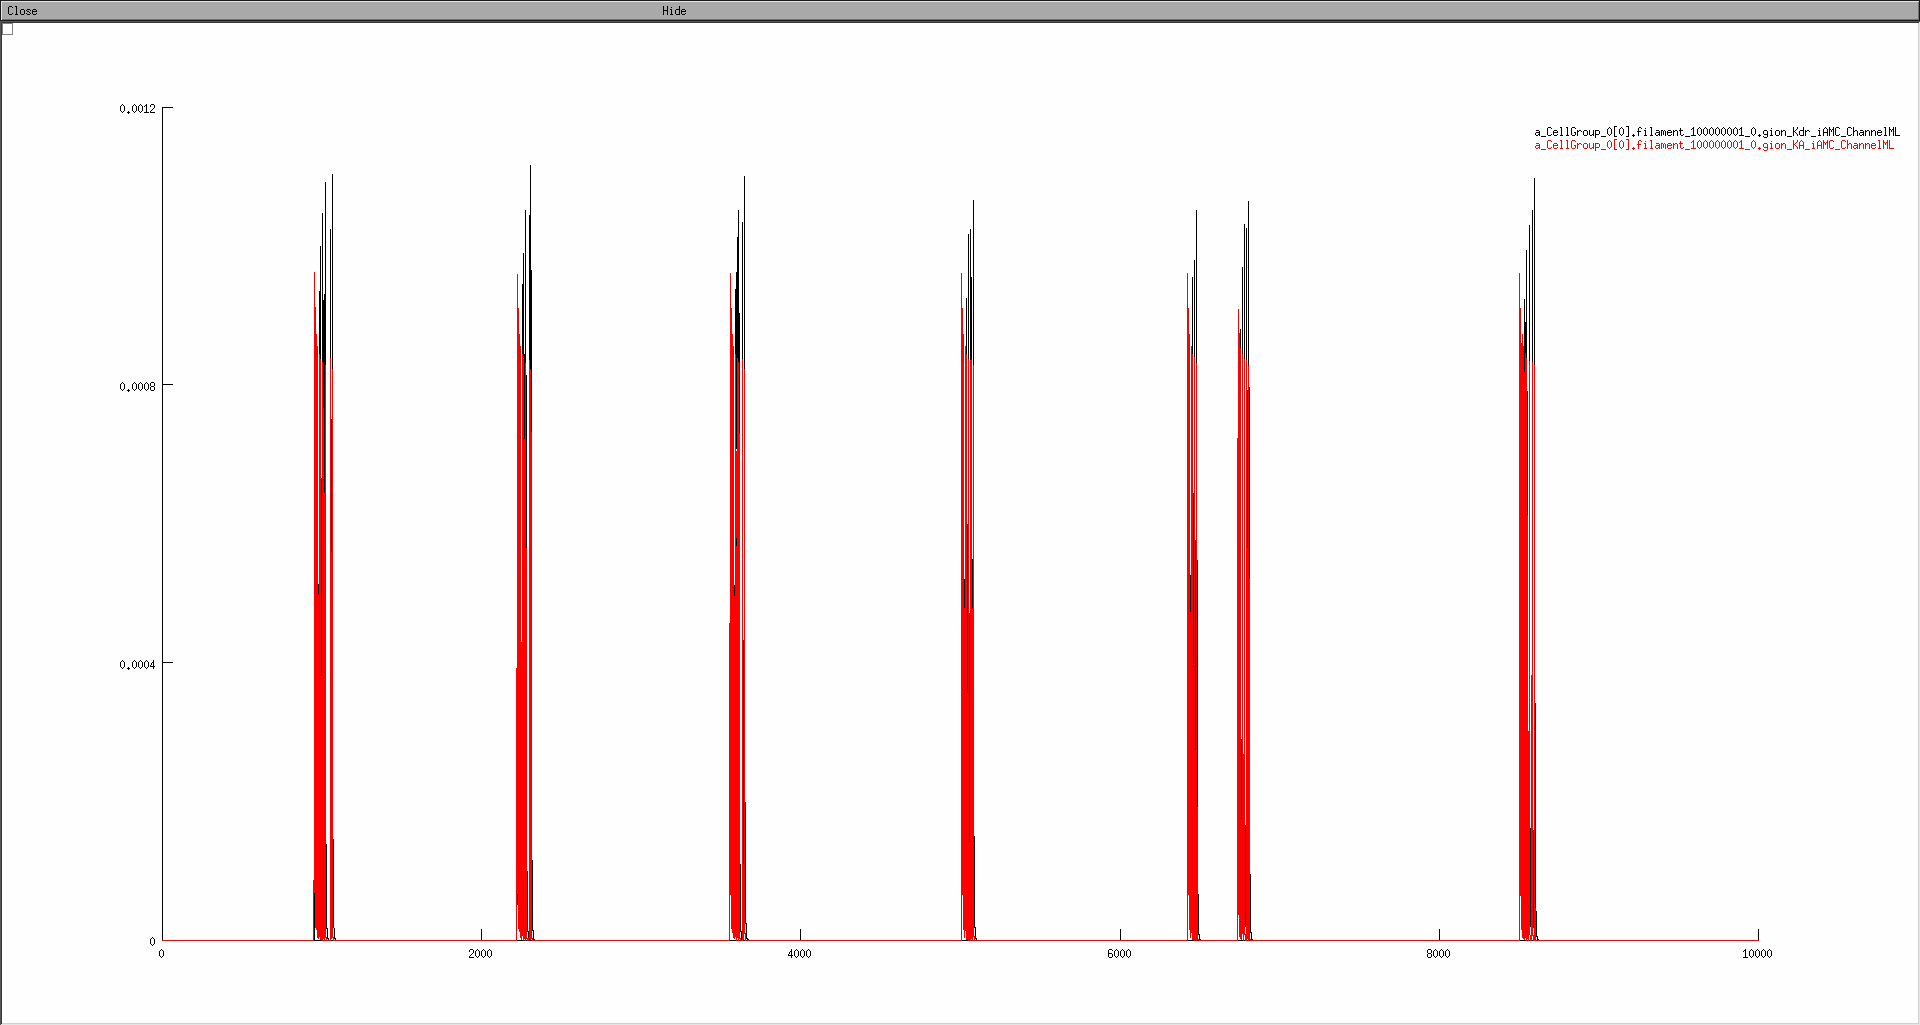 Close Hide
0.0012
a_CellGroup_0[0].filament_100000001_0.gion_Kdr_iAMC_ChannelML
a_CellGroup_0[0].filament_100000001_0.gion_KA_iAMC_ChannelML
0.0008
0.0004
0
0 2000 4000 6000 8000 10000